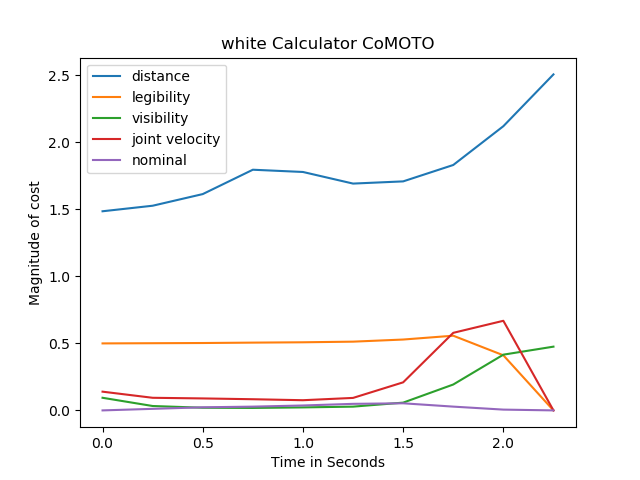 white Calculator CoMOTO
distance
legibility
visibility
joint velocity
nominal
Magnitude of cost
2.5
2.0
1.5
1.0
0.5
0.0
0.0 0.5 1.0 1.5 2.0
Time in Seconds